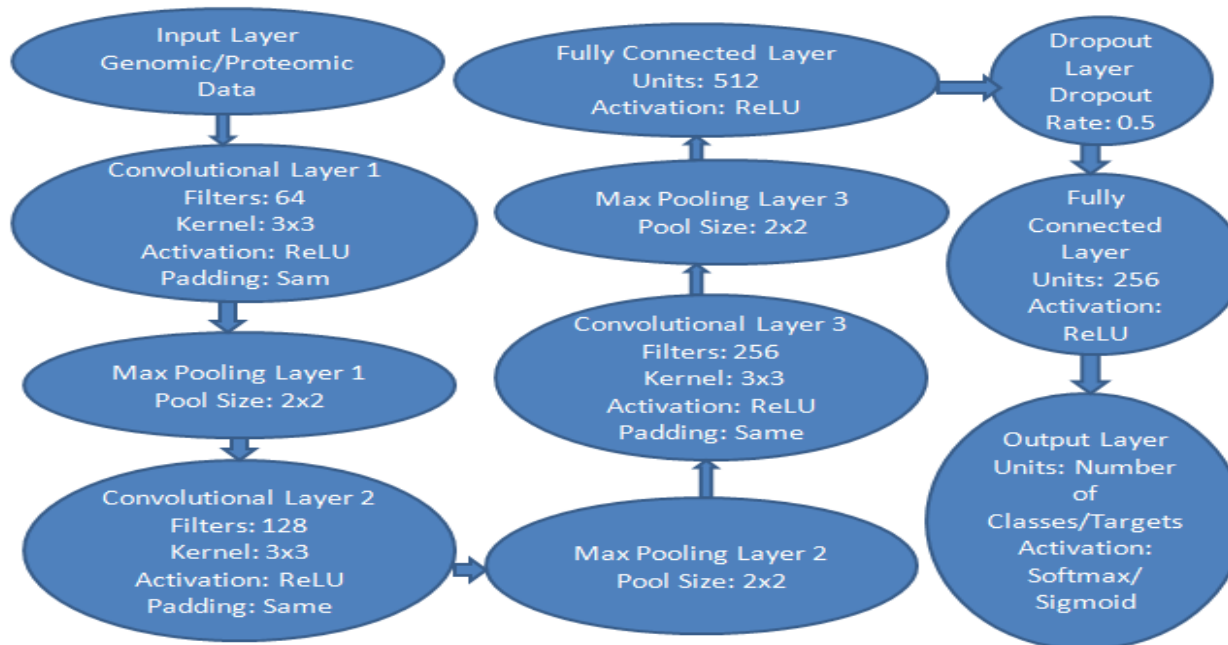 Input Layer
Genomic/Proteomic
Data
Convolutional Layer 1
Filters: 64
Kernel: 3x3
Activation: ReLU
Padding: Sam
Max Pooling Layer 1
Pool Size: 2x2
Convolutional Layer 2
Filters: 128
Kernel: 3x3
Activation: ReLU
Padding: Same
Max Pooling Layer 2
Pool Size: 2x2
Convolutional Layer 3
Filters: 256
Kernel: 3x3
Activation: ReLU
Padding: Same
Max Pooling Layer 3
Pool Size: 2x2
Fully Connected Layer
Units: 512
Activation: ReLU
Dropout
Layer
Dropout
Rate: 0.5
Fully
Connected
Layer
Units: 256
Activation:
ReLU
Output Layer
Units: Number
of
Classes/Targets
Activation:
Softmax/
Sigmoid